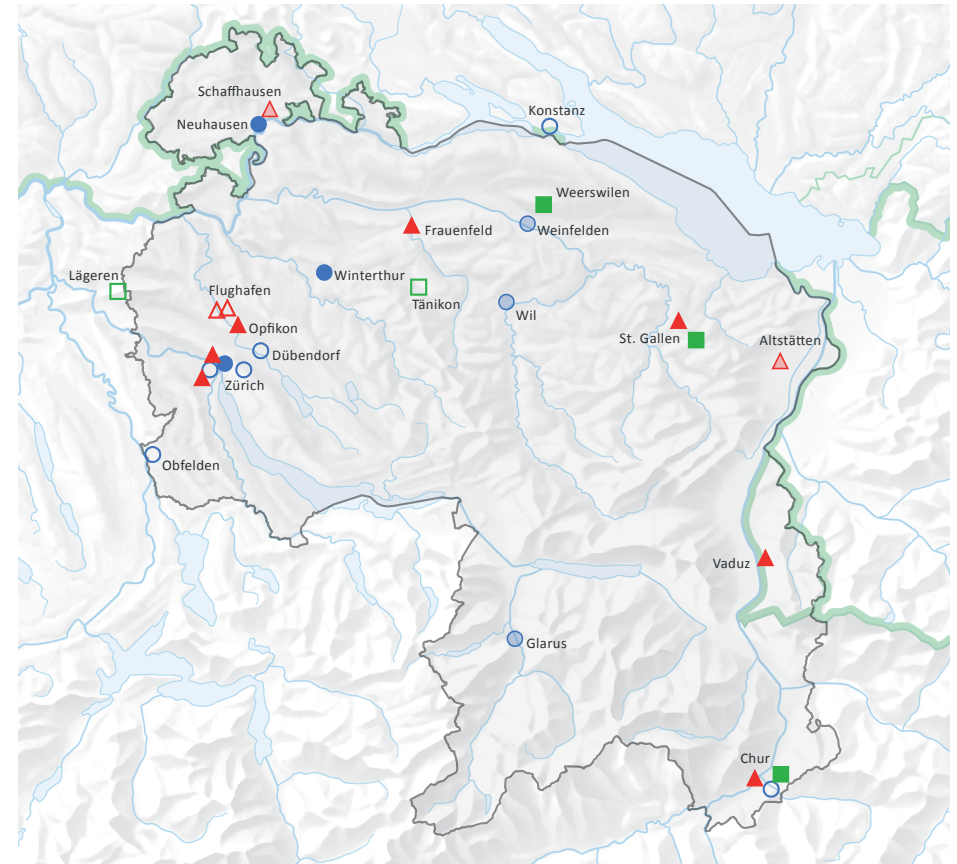 Schaffhausen
Neuhausen
Konstanz
Weerswilen
Weinfelden
Frauenfeld
Lägeren
Winterthur
Flughafen
Tänikon
Wil
Opfikon
St. Gallen
Altstätten
Dübendorf
Zürich
Obfelden
Vaduz
Glarus
Chur